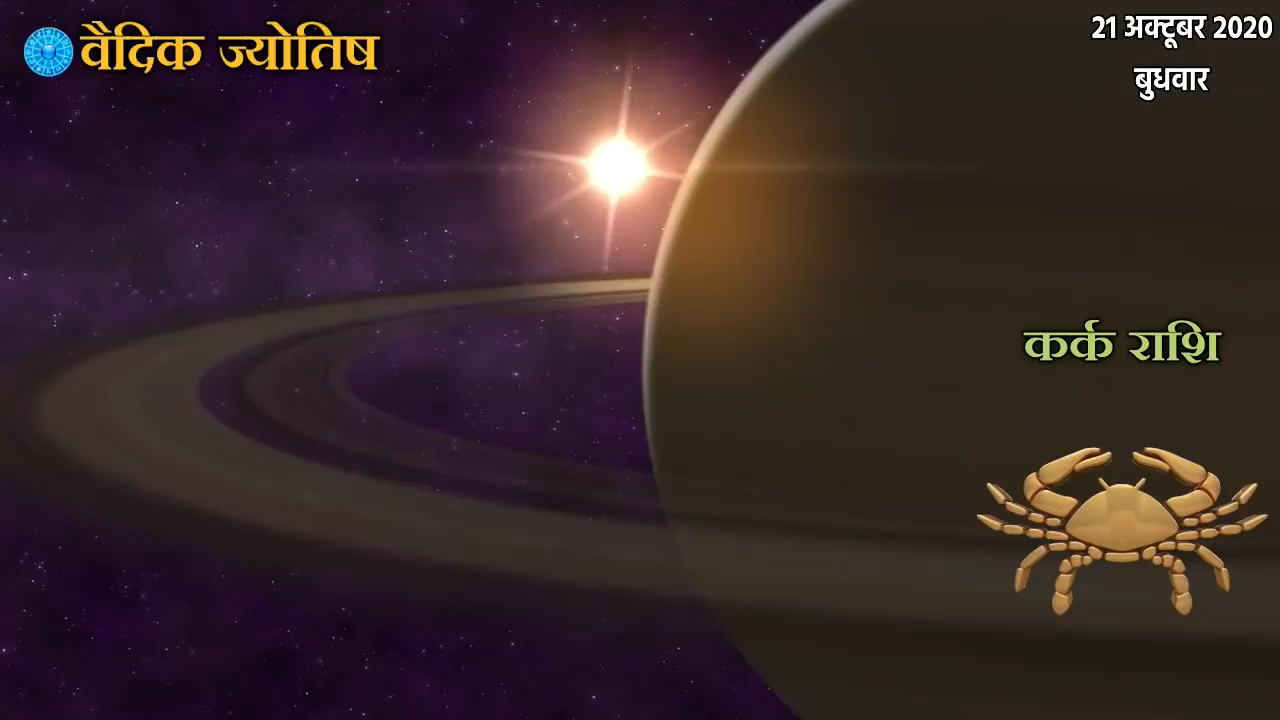 वैदिक ज्योतिष
21 अक्टूबर 2020
बुधवार
कर्क राशि